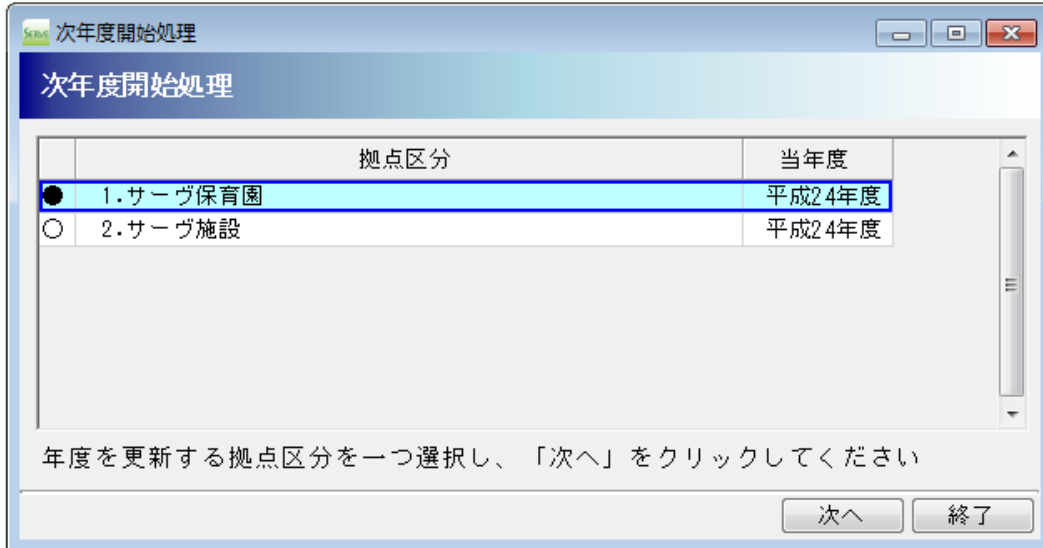 SERVE 次年度開始処理
次年度開始処理
拠点区分 当年度
● 1.サーヴ保育園 平成24年度
○ 2.サーヴ施設 平成24年度
年度を更新する拠点区分を一つ選択し、「次へ」をクリックしてください
次へ 終了